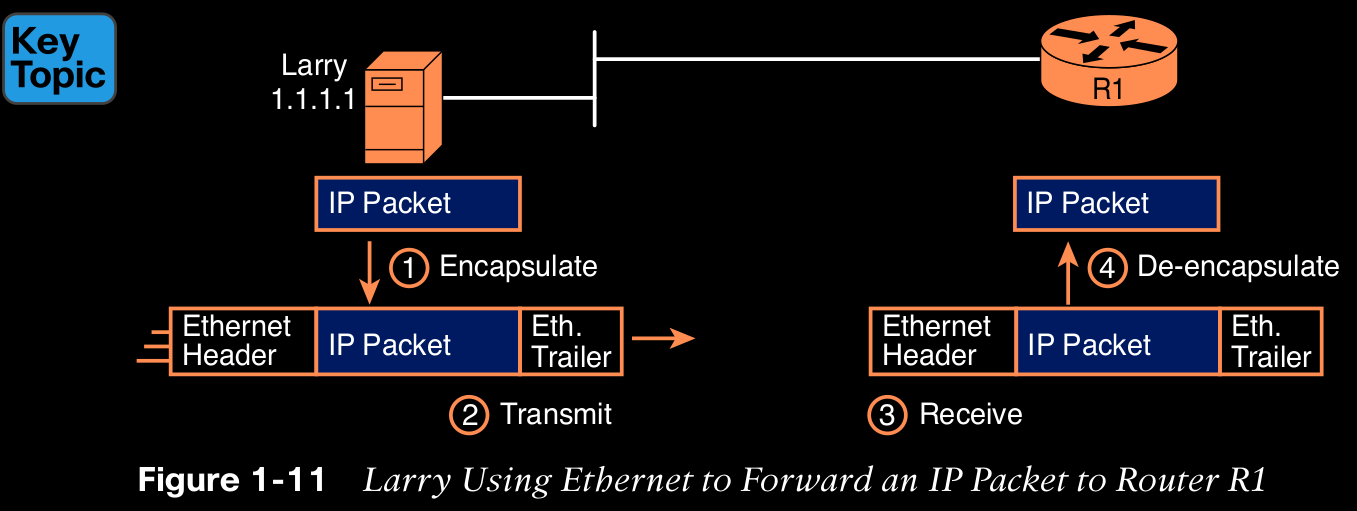 Key
Topic
Larry
1.1.1.1
R1
IP Packet
IP Packet
1 Encapsulate
4 De-encapsulate
Ethernet
Header
IP Packet
Eth.
Trailer
Ethernet
Header
IP Packet
Eth.
Trailer
2 Transmit
3 Receive
Figure 1-11 Larry Using Ethernet to Forward an IP Packet to Router R1